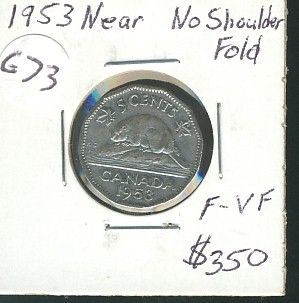 1953 Near No Shoulder
Fold
G73
5 CENTS
CANADA
1953
F-VF
$350